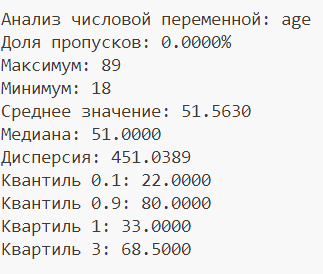 Анализ числовой переменной: age
Доля пропусков: 0.0000%
Максимум: 89
Минимум: 18
Среднее значение: 51.5630
Медиана: 51.0000
Дисперсия: 451.0389
Квантиль 0.1: 22.0000
Квантиль 0.9: 80.0000
Квартиль 1: 33.0000
Квартиль 3: 68.5000